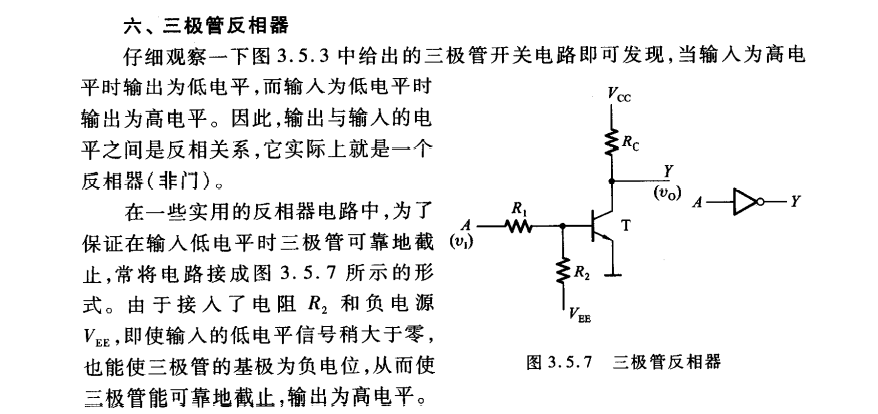 六、三极管反相器
仔细观察一下图 3.5.3 中给出的三极管开关电路即可发现,当输入为高电
平时输出为低电平,而输入为低电平时
输出为高电平。因此,输出与输入的电
平之间是反相关系,它实际上就是一个
反相器(非门)。
在一些实用的反相器电路中,为了
保证在输入低电平时三极管可靠地截
止,常将电路接成图 3.5.7 所示的形
式。由于接入了电阻 R₂ 和负电源
V_EE,即使输入的低电平信号稍大于零,
也能使三极管的基极为负电位,从而使
三极管能可靠地截止,输出为高电平。
V_CC
R_C
Y
(v_O)
A
(v_I)
R₁
T
R₂
V_EE
A
Y
图 3.5.7 三极管反相器